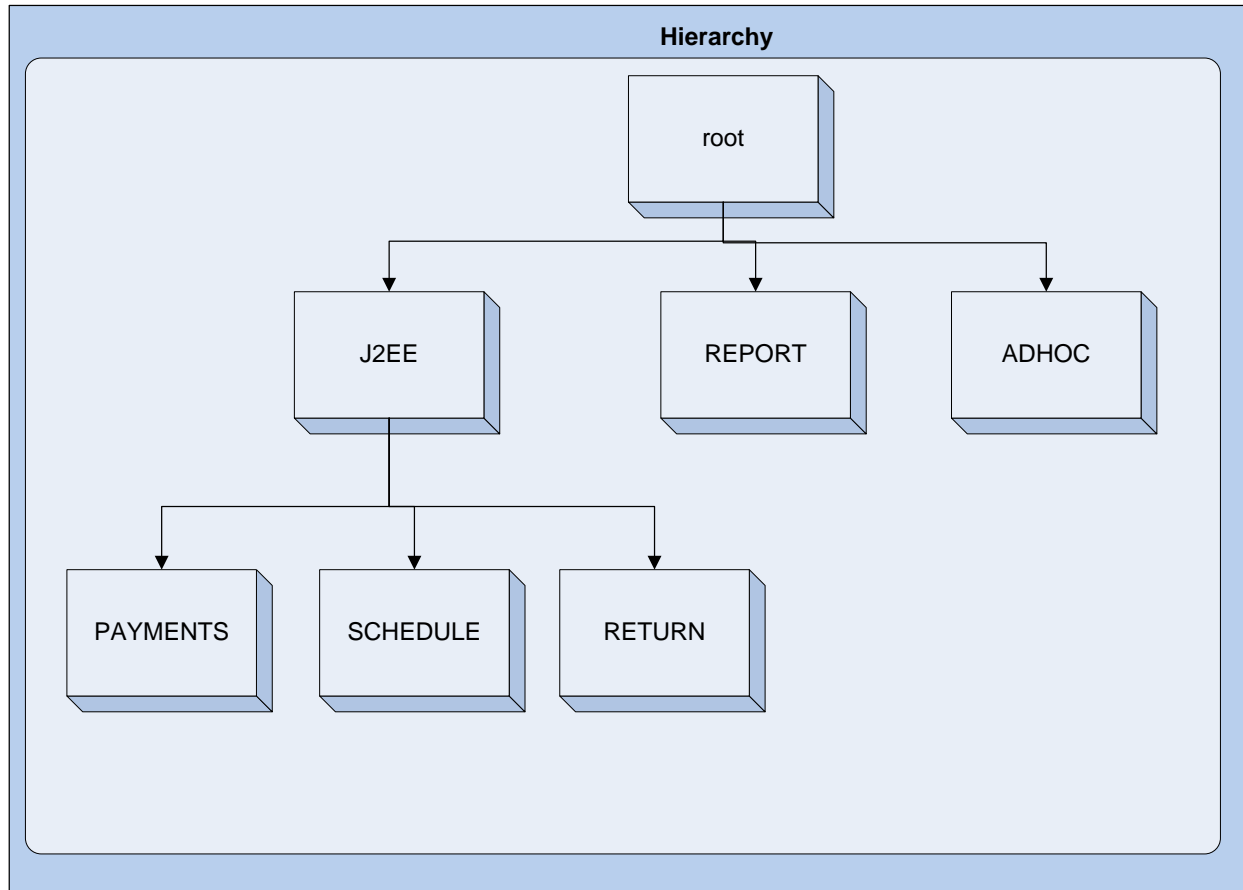 Hierarchy
root
J2EE
REPORT
ADHOC
PAYMENTS
SCHEDULE
RETURN